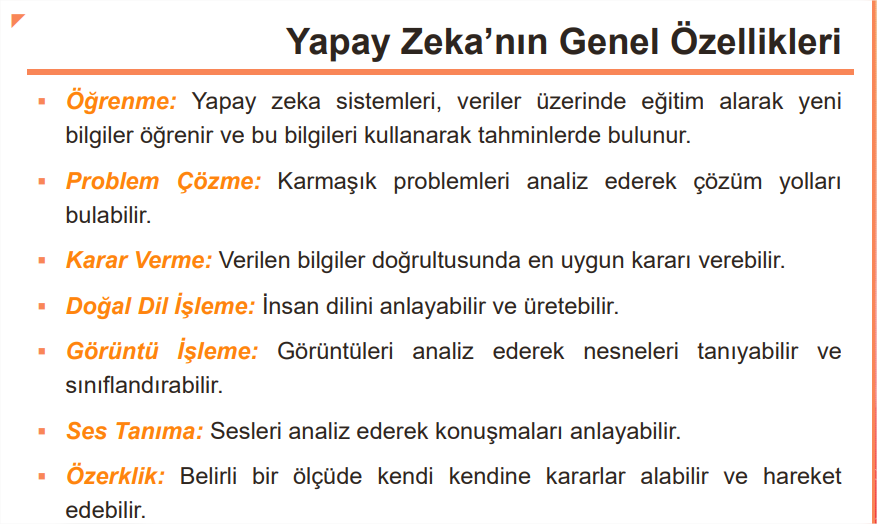 Yapay Zeka’nın Genel Özellikleri
▪ Öğrenme: Yapay zeka sistemleri, veriler üzerinde eğitim alarak yeni
bilgiler öğrenir ve bu bilgileri kullanarak tahminlerde bulunur.
▪ Problem Çözme: Karmaşık problemleri analiz ederek çözüm yolları
bulabilir.
▪ Karar Verme: Verilen bilgiler doğrultusunda en uygun kararı verebilir.
▪ Doğal Dil İşleme: İnsan dilini anlayabilir ve üretebilir.
▪ Görüntü İşleme: Görüntüleri analiz ederek nesneleri tanıyabilir ve
sınıflandırabilir.
▪ Ses Tanıma: Sesleri analiz ederek konuşmaları anlayabilir.
▪ Özerklik: Belirli bir ölçüde kendi kendine kararlar alabilir ve hareket
edebilir.